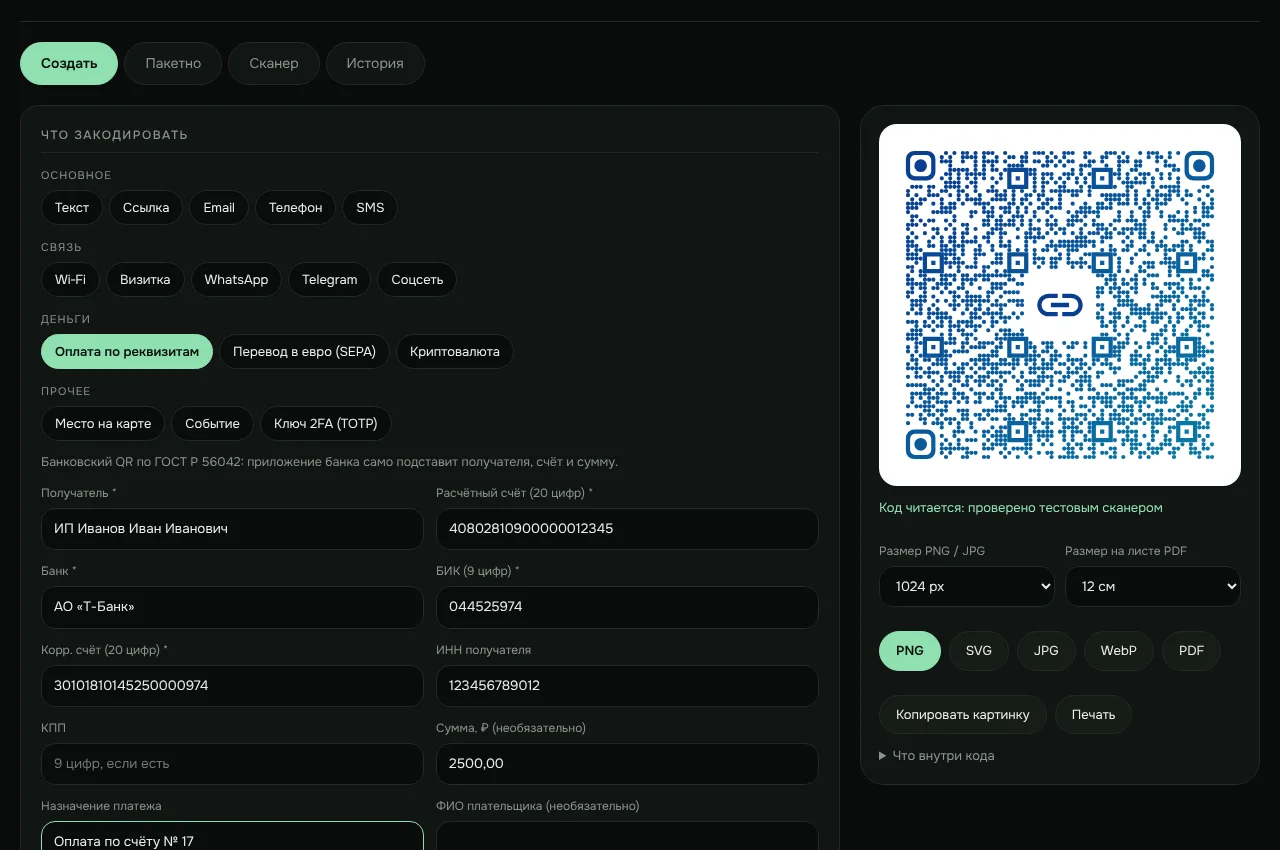 Создать Пакетно Сканер История
ЧТО ЗАКОДИРОВАТЬ
ОСНОВНОЕ
Текст Ссылка Email Телефон SMS
СВЯЗЬ
Wi-Fi Визитка WhatsApp Telegram Соцсеть
ДЕНЬГИ
Оплата по реквизитам Перевод в евро (SEPA) Криптовалюта
ПРОЧЕЕ
Место на карте Событие Ключ 2FA (TOTP)
Банковский QR по ГОСТ Р 56042: приложение банка само подставит получателя, счёт и сумму.
Получатель * Расчётный счёт (20 цифр) *
ИП Иванов Иван Иванович 40802810900000012345
Банк * БИК (9 цифр) *
АО «Т-Банк» 044525974
Корр. счёт (20 цифр) * ИНН получателя
30101810145250000974 123456789012
КПП Сумма, ₽ (необязательно)
9 цифр, если есть 2500,00
Назначение платежа ФИО плательщика (необязательно)
Оплата по счёту № 17
Код читается: проверено тестовым сканером
Размер PNG / JPG Размер на листе PDF
1024 px 12 см
PNG SVG JPG WebP PDF
Копировать картинку Печать
Что внутри кода